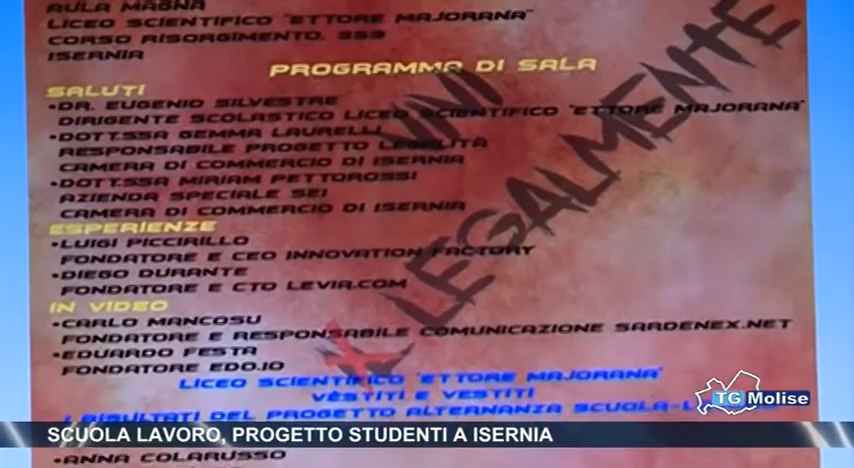 AULA MAGNA
LICEO SCIENTIFICO "ETTORE MAJORANA"
CORSO RISORGIMENTO, 353
ISERNIA
PROGRAMMA DI SALA
SALUTI
•DR. EUGENIO SILVESTRE
DIRIGENTE SCOLASTICO LICEO SCIENTIFICO "ETTORE MAJORANA"
•DOTT.SSA GEMMA LAURELLI
RESPONSABILE PROGETTO LEGALITA
CAMERA DI COMMERCIO DI ISERNIA
•DOTT.SSA MIRIAM PETTOROSSI
AZIENDA SPECIALE SEI
CAMERA DI COMMERCIO DI ISERNIA
ESPERIENZE
•LUIGI PICCIRILLO
FONDATORE E CEO INNOVATION FACTORY
•DIEGO DURANTE
FONDATORE E CTO LEVIA.COM
IN VIDEO
•CARLO MANCOSU
FONDATORE E RESPONSABILE COMUNICAZIONE SARDENEX.NET
•EDUARDO FESTA
FONDATORE EDO.IO
VIVI
LEGALMENTE
X
LICEO SCIENTIFICO "ETTORE MAJORANA"
VESTITI E VESTITI
I RISULTATI DEL PROGETTO ALTERNANZA SCUOLA-
TG Molise
SCUOLA LAVORO, PROGETTO STUDENTI A ISERNIA
•ANNA COLARUSSO